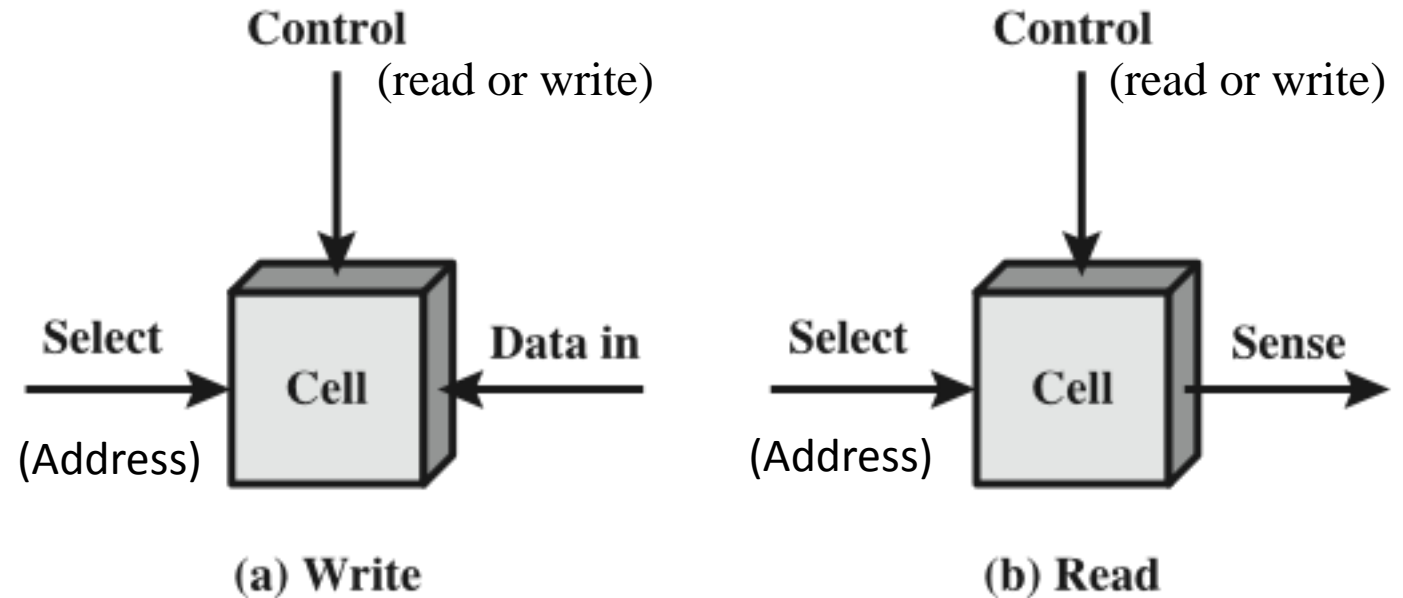 Control
(read or write)
Select
Cell
Data in
(Address)
(a) Write
Control
(read or write)
Select
Cell
Sense
(Address)
(b) Read